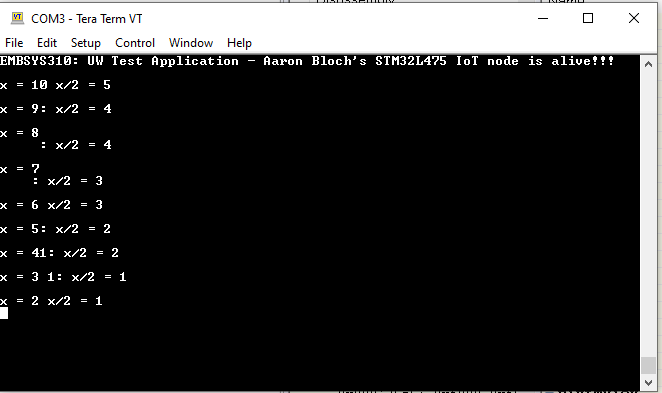 COM3 - Tera Term VT
File Edit Setup Control Window Help
EMBSYS310: UW Test Application - Aaron Bloch's STM32L475 IoT node is alive!!!
x = 10 x/2 = 5
x = 9: x/2 = 4
x = 8
: x/2 = 4
x = 7
: x/2 = 3
x = 6 x/2 = 3
x = 5: x/2 = 2
x = 41: x/2 = 2
x = 3 1: x/2 = 1
x = 2 x/2 = 1